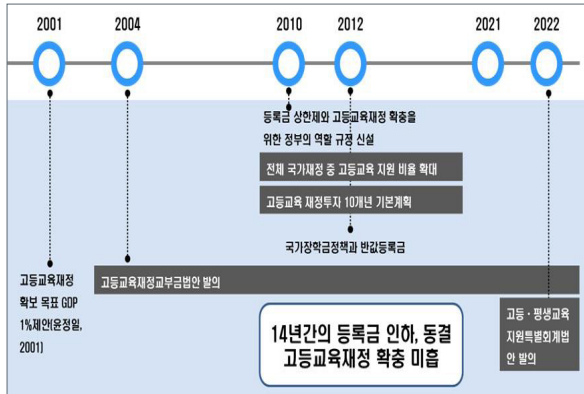 2001 2004 2010 2012 2021 2022
등록금 상한제와 고등교육재정 확충을
위한 정부의 역할 규정 신설
전체 국가재정 중 고등교육 지원 비율 확대
고등교육 재정투자 10개년 기본계획
국가장학금정책과 반값등록금
고등교육재정
확보 목표 GDP
1%제안(윤정일,
2001)
고등교육재정교부금법안 발의
14년간의 등록금 인하, 동결
고등교육재정 확충 미흡
고등·평생교육
지원특별회계법
안 발의